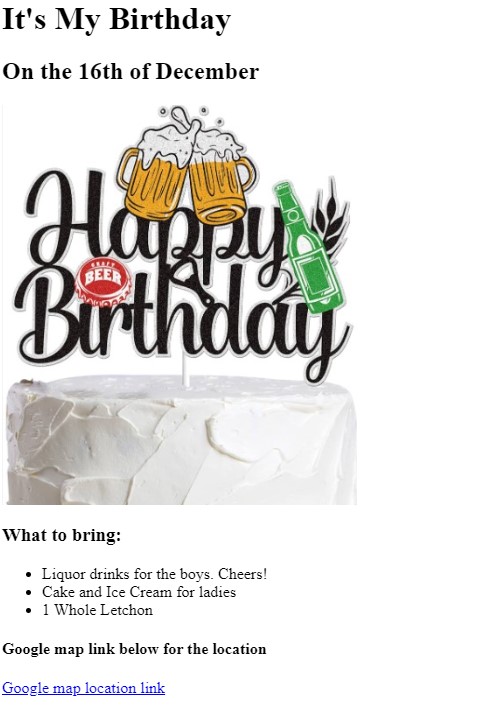 It's My Birthday
On the 16th of December
Happy
CRAFT
BEER
Birthday
What to bring:
Liquor drinks for the boys. Cheers!
Cake and Ice Cream for ladies
1 Whole Letchon
Google map link below for the location
Google map location link